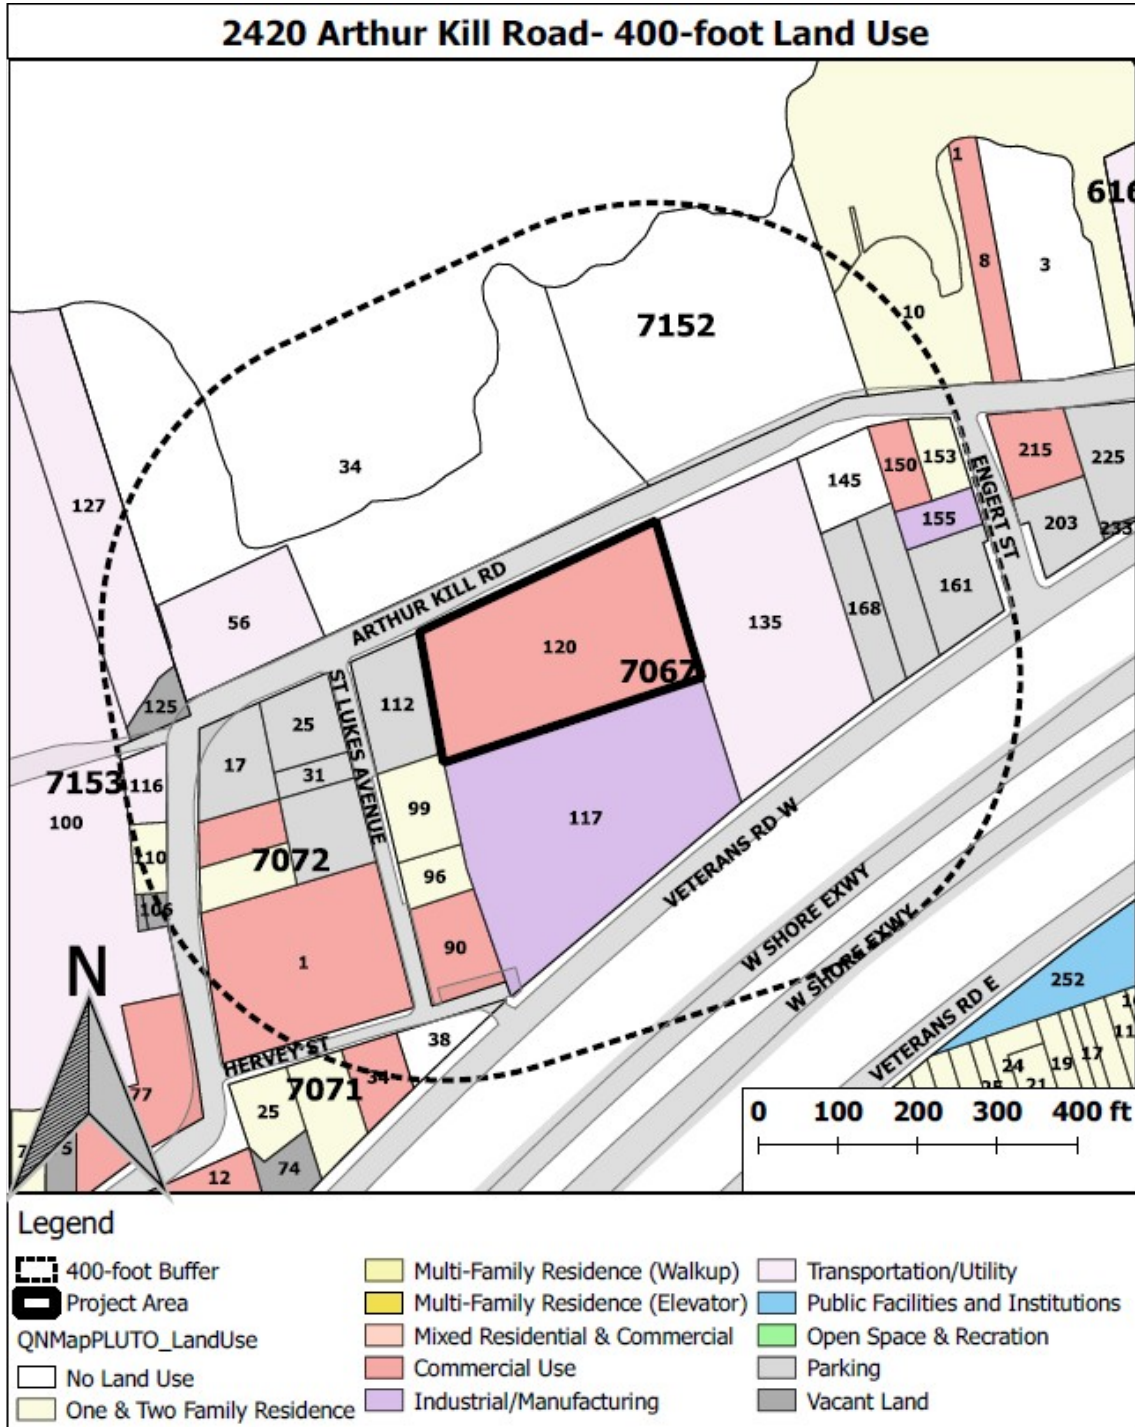 2420 Arthur Kill Road- 400-foot Land Use
1
616
8
3
10
7152
34
127
215
225
150
153
145
ENGERT ST
155
203
233
56
ARTHUR KILL RD
161
168
135
120
7067
ST LUKES AVENUE
125
112
25
17
31
7153
116
100
99
117
110
7072
96
VETERANS RD W
106
W SHORE EXWY
W SHORE EXWY
1
90
N
252
VETERANS RD E
38
HERVEY ST
24
19
17
11
21
77
7071
34
25
5
74
12
0 100 200 300 400 ft
Legend
400-foot Buffer
Project Area
QNMapPLUTO_LandUse
No Land Use
One & Two Family Residence
Multi-Family Residence (Walkup)
Multi-Family Residence (Elevator)
Mixed Residential & Commercial
Commercial Use
Industrial/Manufacturing
Transportation/Utility
Public Facilities and Institutions
Open Space & Recration
Parking
Vacant Land